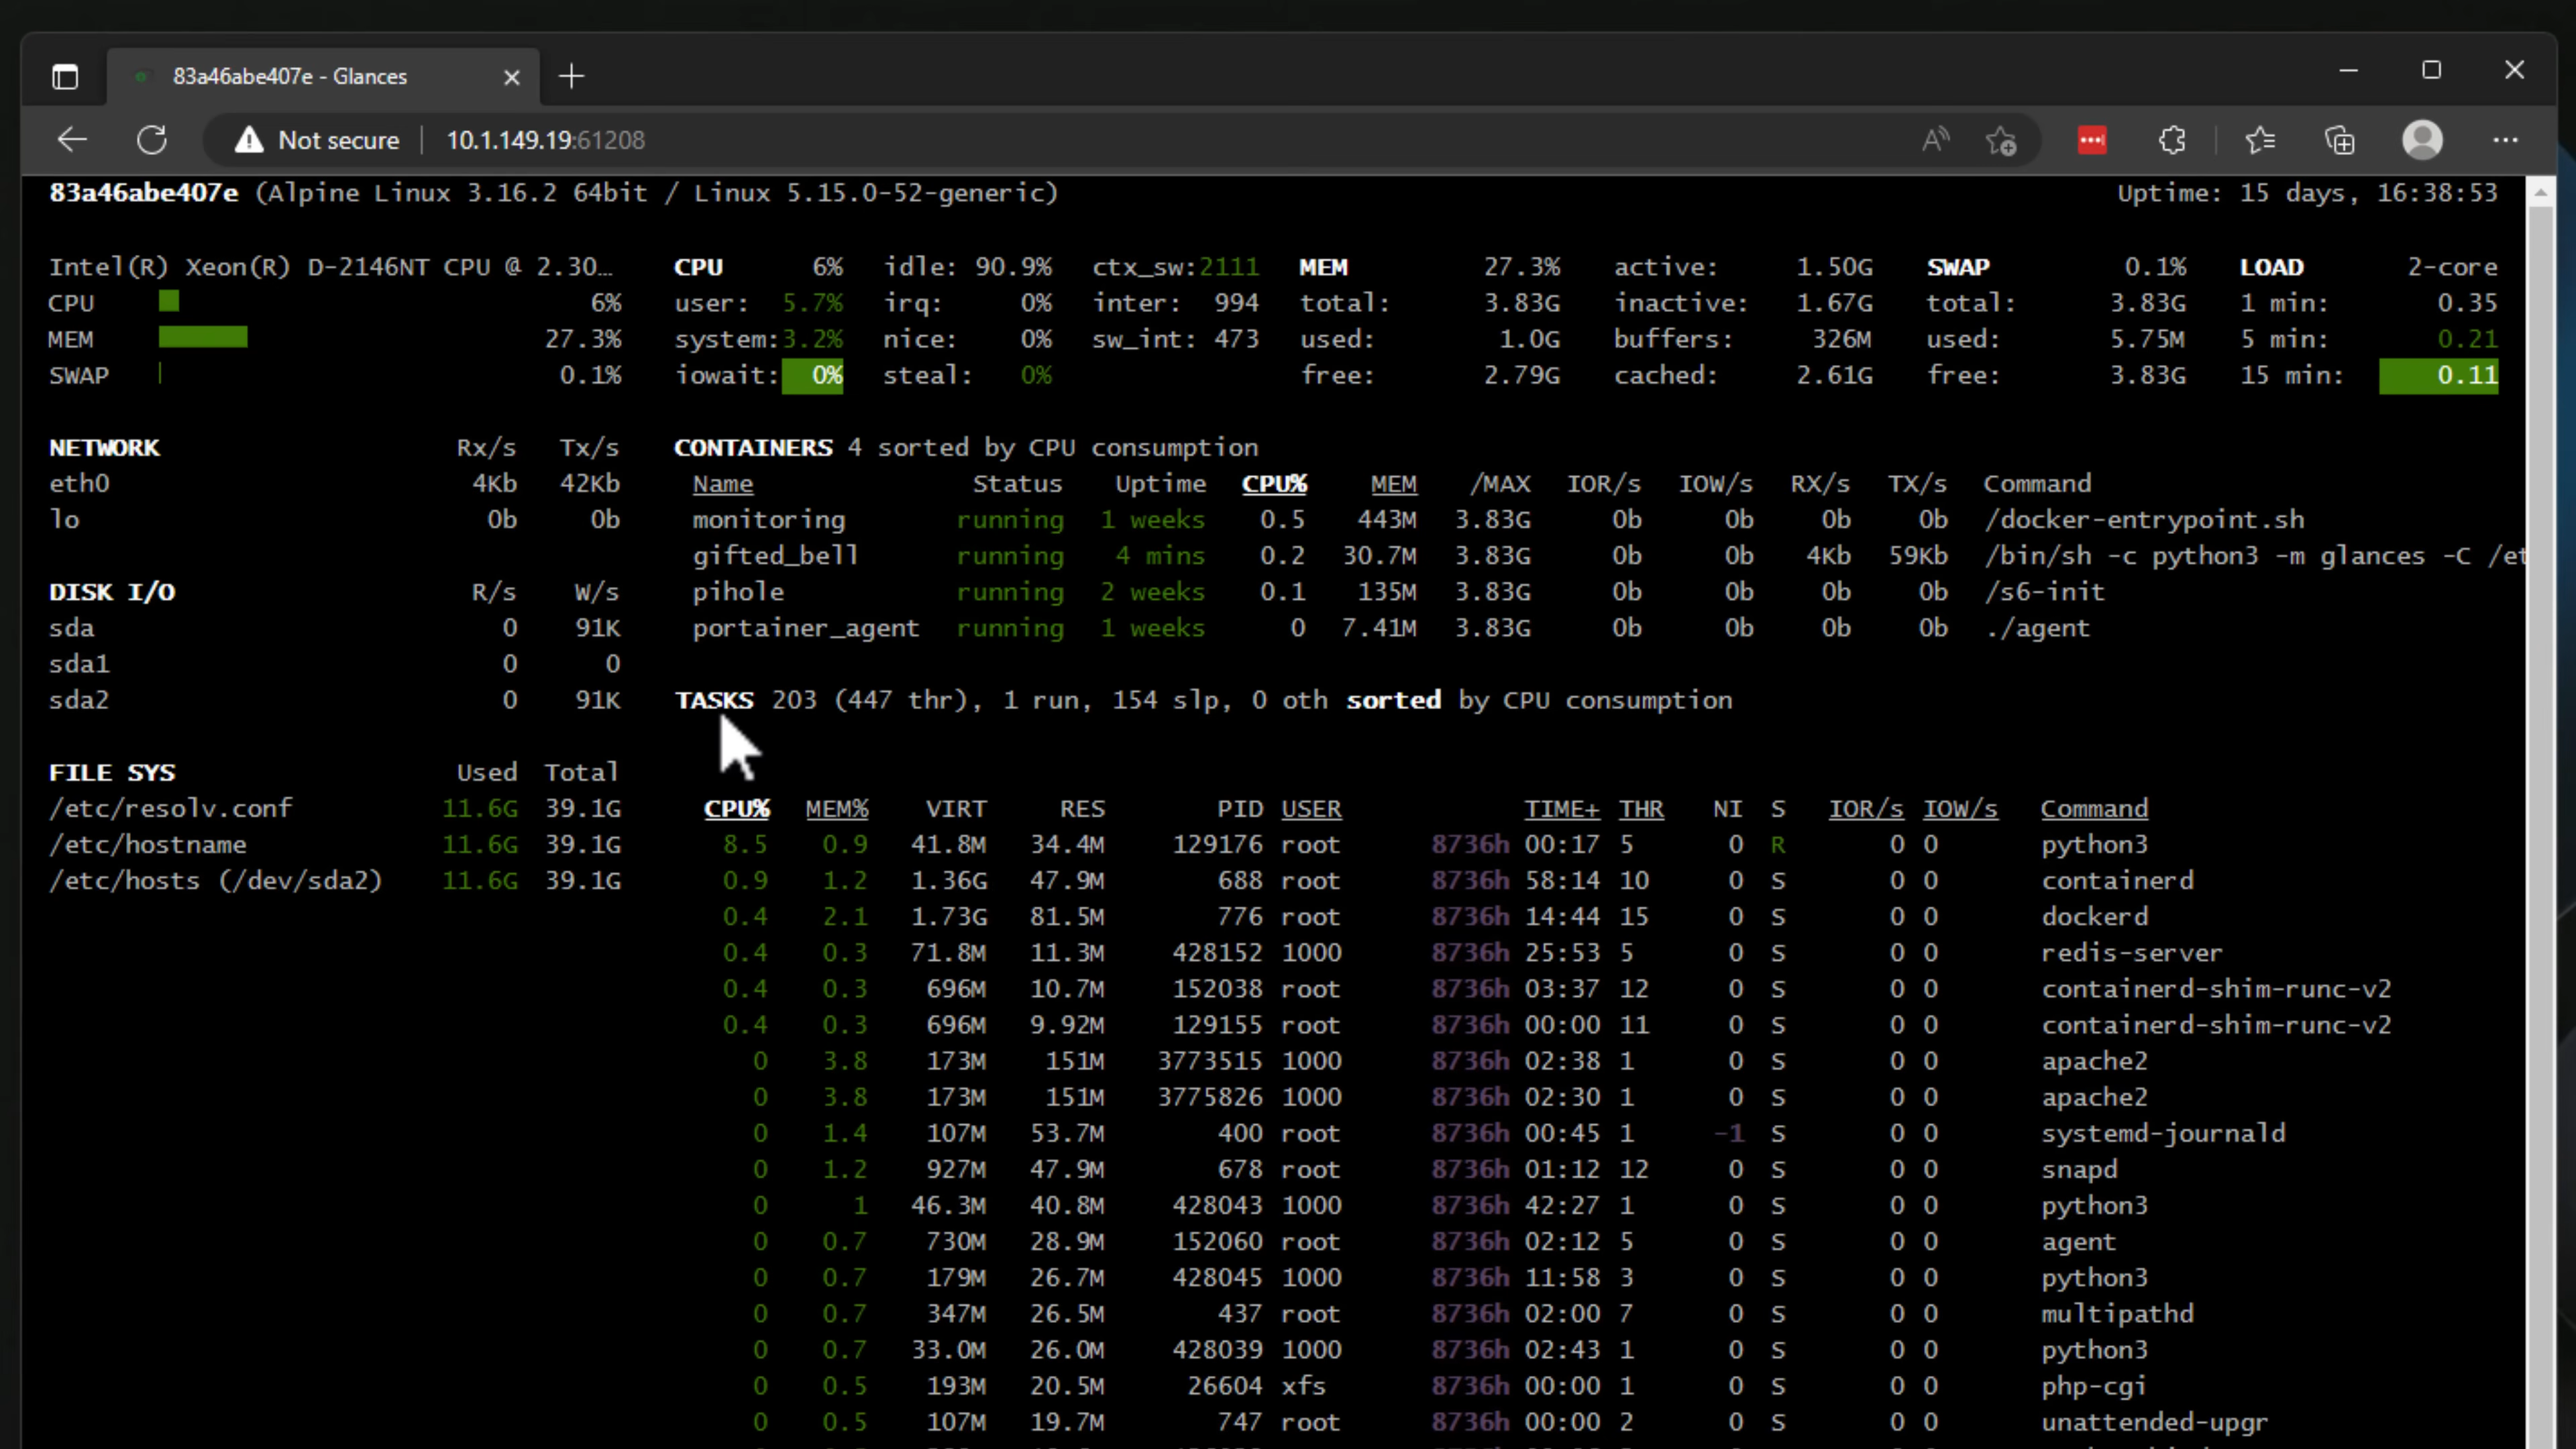 83a46abe407e - Glances
Not secure 10.1.149.19:61208
83a46abe407e (Alpine Linux 3.16.2 64bit / Linux 5.15.0-52-generic) Uptime: 15 days, 16:38:53
Intel(R) Xeon(R) D-2146NT CPU @ 2.30… CPU 6% idle: 90.9% ctx_sw:2111 MEM 27.3% active: 1.50G SWAP 0.1% LOAD 2-core
CPU 6% user: 5.7% irq: 0% inter: 994 total: 3.83G inactive: 1.67G total: 3.83G 1 min: 0.35
MEM 27.3% system:3.2% nice: 0% sw_int: 473 used: 1.0G buffers: 326M used: 5.75M 5 min: 0.21
SWAP 0.1% iowait: 0% steal: 0% free: 2.79G cached: 2.61G free: 3.83G 15 min: 0.11
NETWORK Rx/s Tx/s
eth0 4Kb 42Kb
lo 0b 0b
DISK I/O R/s W/s
sda 0 91K
sda1 0 0
sda2 0 91K
FILE SYS Used Total
/etc/resolv.conf 11.6G 39.1G
/etc/hostname 11.6G 39.1G
/etc/hosts (/dev/sda2) 11.6G 39.1G
CONTAINERS 4 sorted by CPU consumption
Name Status Uptime CPU% MEM /MAX IOR/s IOW/s RX/s TX/s Command
monitoring running 1 weeks 0.5 443M 3.83G 0b 0b 0b 0b /docker-entrypoint.sh
gifted_bell running 4 mins 0.2 30.7M 3.83G 0b 0b 4Kb 59Kb /bin/sh -c python3 -m glances -C /et
pihole running 2 weeks 0.1 135M 3.83G 0b 0b 0b 0b /s6-init
portainer_agent running 1 weeks 0 7.41M 3.83G 0b 0b 0b 0b ./agent
TASKS 203 (447 thr), 1 run, 154 slp, 0 oth sorted by CPU consumption
CPU% MEM% VIRT RES PID USER TIME+ THR NI S IOR/s IOW/s Command
8.5 0.9 41.8M 34.4M 129176 root 8736h 00:17 5 0 R 0 0 python3
0.9 1.2 1.36G 47.9M 688 root 8736h 58:14 10 0 S 0 0 containerd
0.4 2.1 1.73G 81.5M 776 root 8736h 14:44 15 0 S 0 0 dockerd
0.4 0.3 71.8M 11.3M 428152 1000 8736h 25:53 5 0 S 0 0 redis-server
0.4 0.3 696M 10.7M 152038 root 8736h 03:37 12 0 S 0 0 containerd-shim-runc-v2
0.4 0.3 696M 9.92M 129155 root 8736h 00:00 11 0 S 0 0 containerd-shim-runc-v2
0 3.8 173M 151M 3773515 1000 8736h 02:38 1 0 S 0 0 apache2
0 3.8 173M 151M 3775826 1000 8736h 02:30 1 0 S 0 0 apache2
0 1.4 107M 53.7M 400 root 8736h 00:45 1 -1 S 0 0 systemd-journald
0 1.2 927M 47.9M 678 root 8736h 01:12 12 0 S 0 0 snapd
0 1 46.3M 40.8M 428043 1000 8736h 42:27 1 0 S 0 0 python3
0 0.7 730M 28.9M 152060 root 8736h 02:12 5 0 S 0 0 agent
0 0.7 179M 26.7M 428045 1000 8736h 11:58 3 0 S 0 0 python3
0 0.7 347M 26.5M 437 root 8736h 02:00 7 0 S 0 0 multipathd
0 0.7 33.0M 26.0M 428039 1000 8736h 02:43 1 0 S 0 0 python3
0 0.5 193M 20.5M 26604 xfs 8736h 00:00 1 0 S 0 0 php-cgi
0 0.5 107M 19.7M 747 root 8736h 00:00 2 0 S 0 0 unattended-upgr